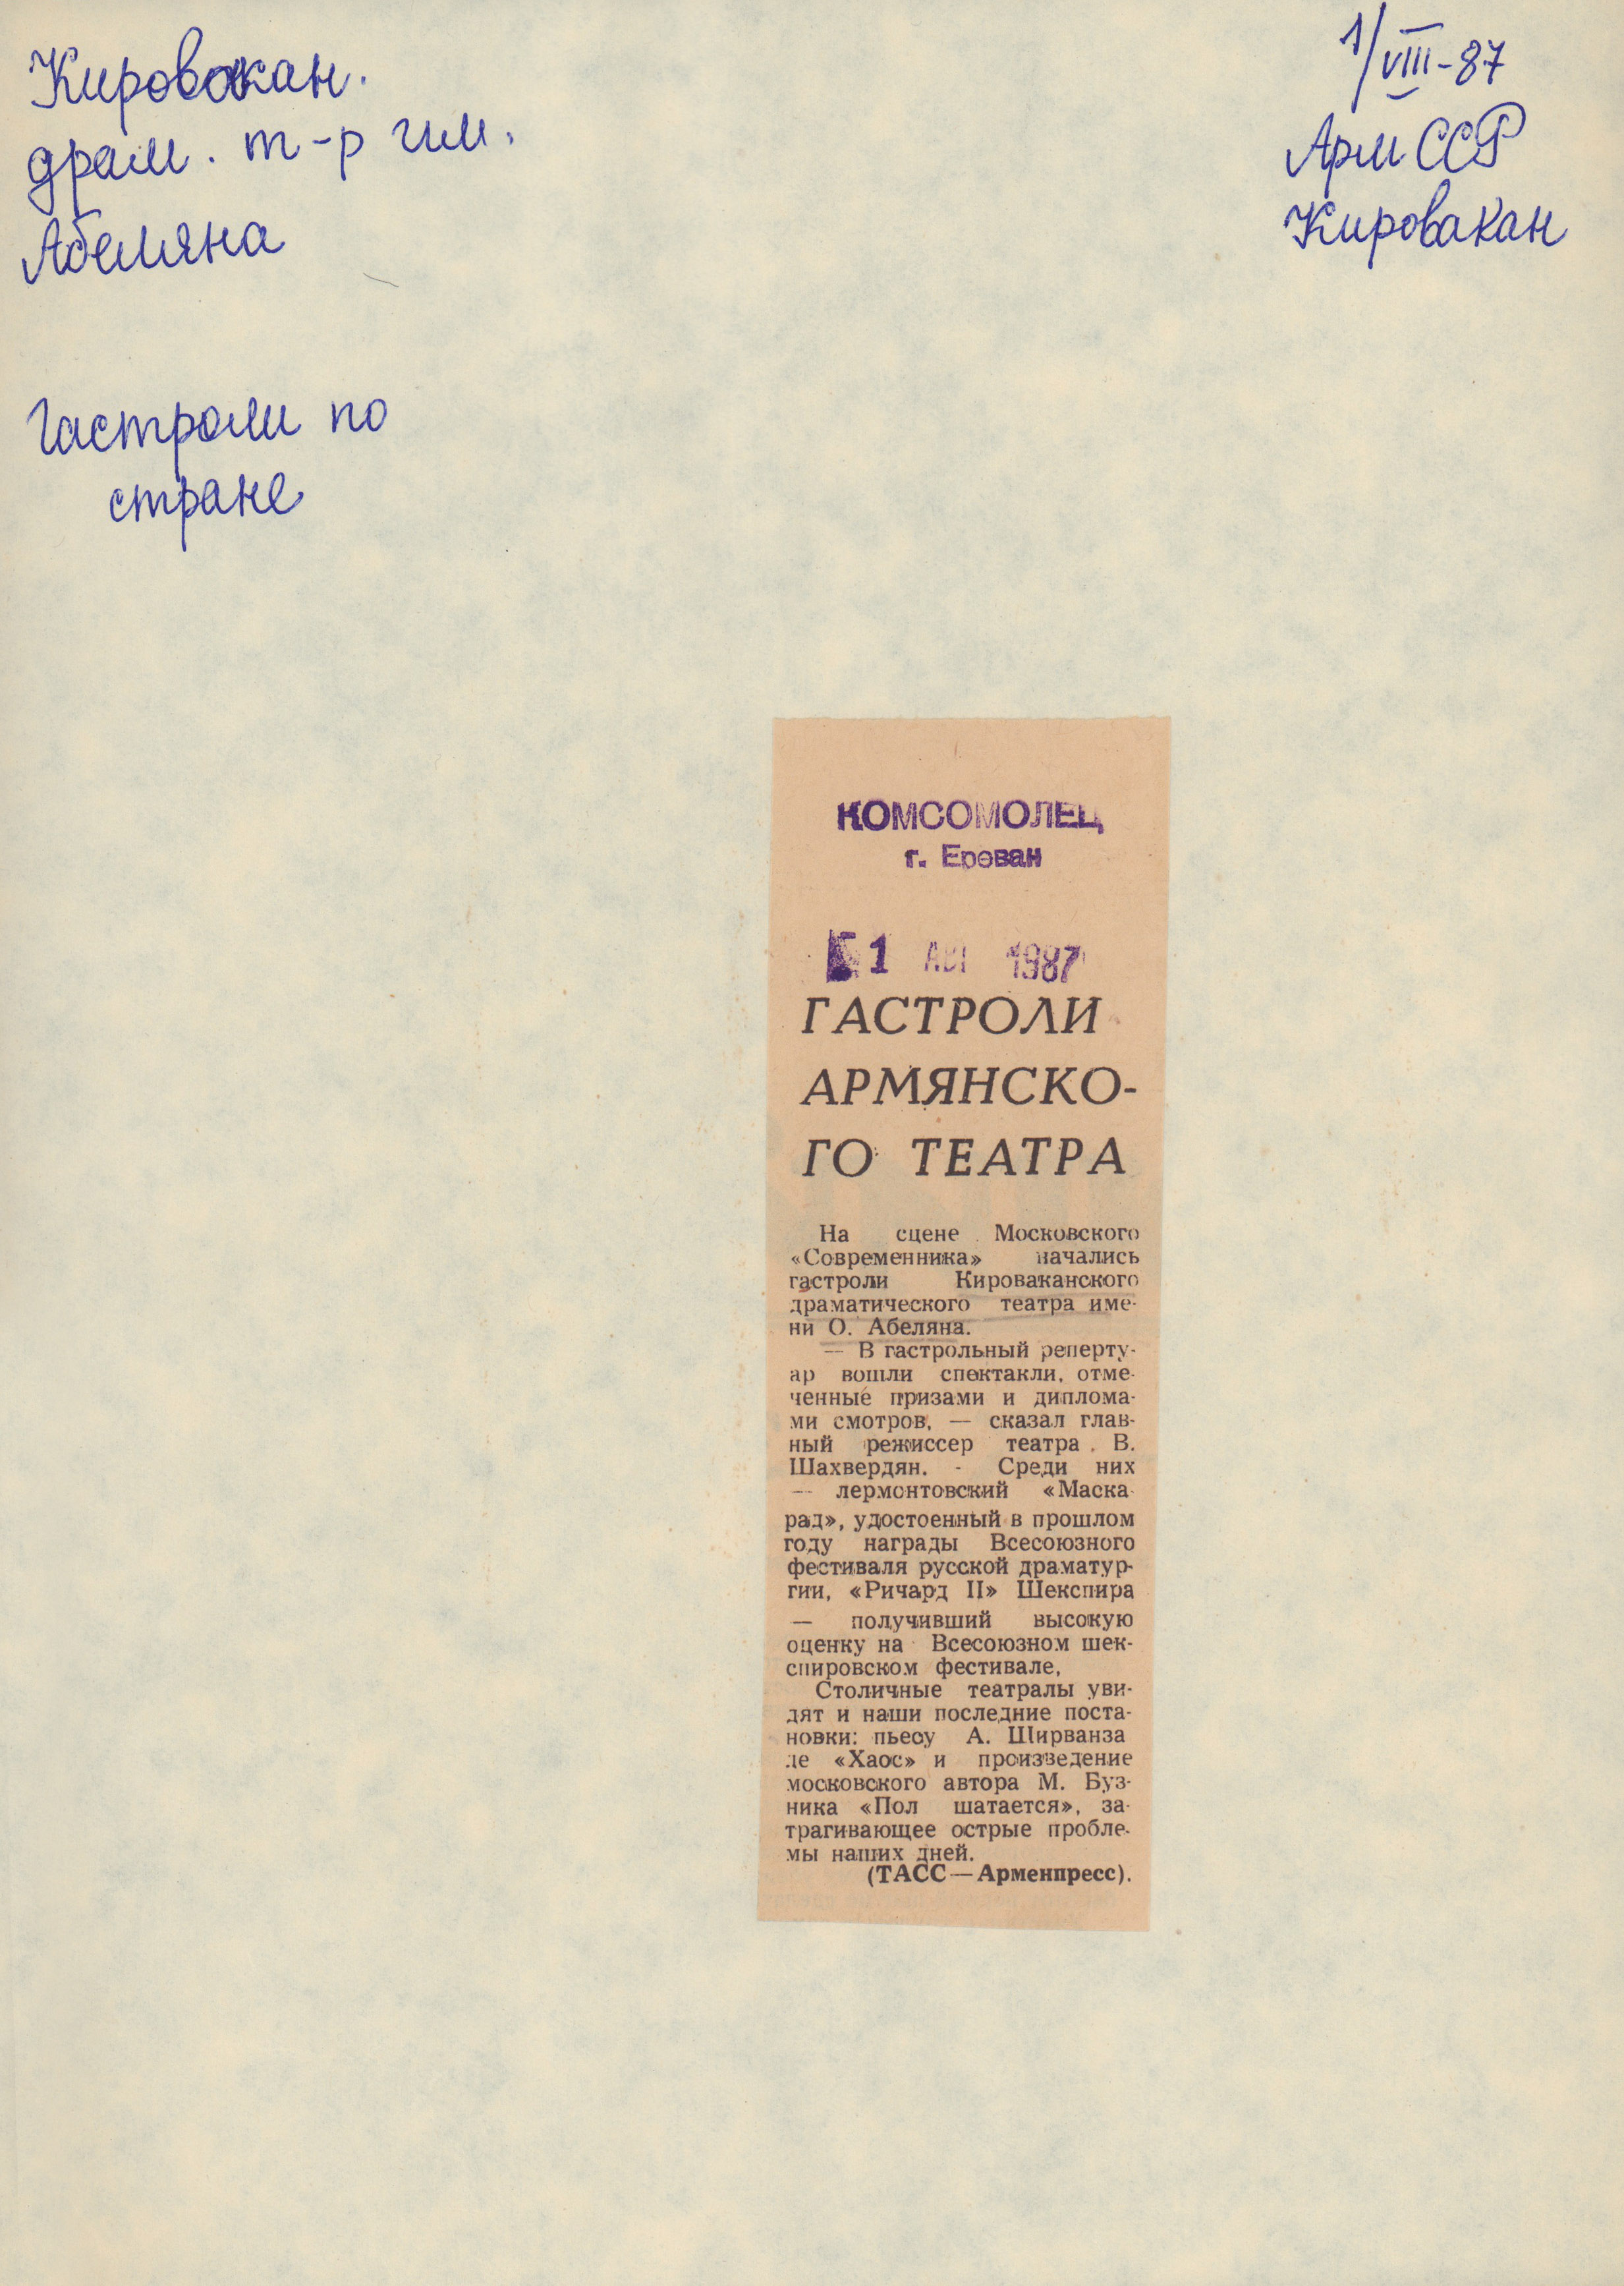 Кировакан.
драм. т-р им.
Абеляна
Гастроли по
стране
1/VIII-87
Арм ССР
Кировакан
КОМСОМОЛЕЦ
г. Ереван
1 АВГ 1987
ГАСТРОЛИ
АРМЯНСКО-
ГО ТЕАТРА
На сцене Московского
«Современника» начались
гастроли Кироваканского
драматического театра име-
ни О. Абеляна.
— В гастрольный реперту-
ар вошли спектакли, отме-
ченные призами и диплома-
ми смотров, — сказал глав-
ный режиссер театра В.
Шахвердян. - Среди них
— лермонтовский «Маска-
рад», удостоенный в прошлом
году награды Всесоюзного
фестиваля русской драматур-
гии, «Ричард II» Шекспира
— получивший высокую
оценку на Всесоюзном шек-
спировском фестивале,
Столичные театралы уви-
дят и наши последние поста-
новки: пьесу А. Ширванза
де «Хаос» и произведение
московского автора М. Буз-
ника «Пол шатается», за-
трагивающее острые пробле-
мы наших дней.
(ТАСС—Арменпресс).